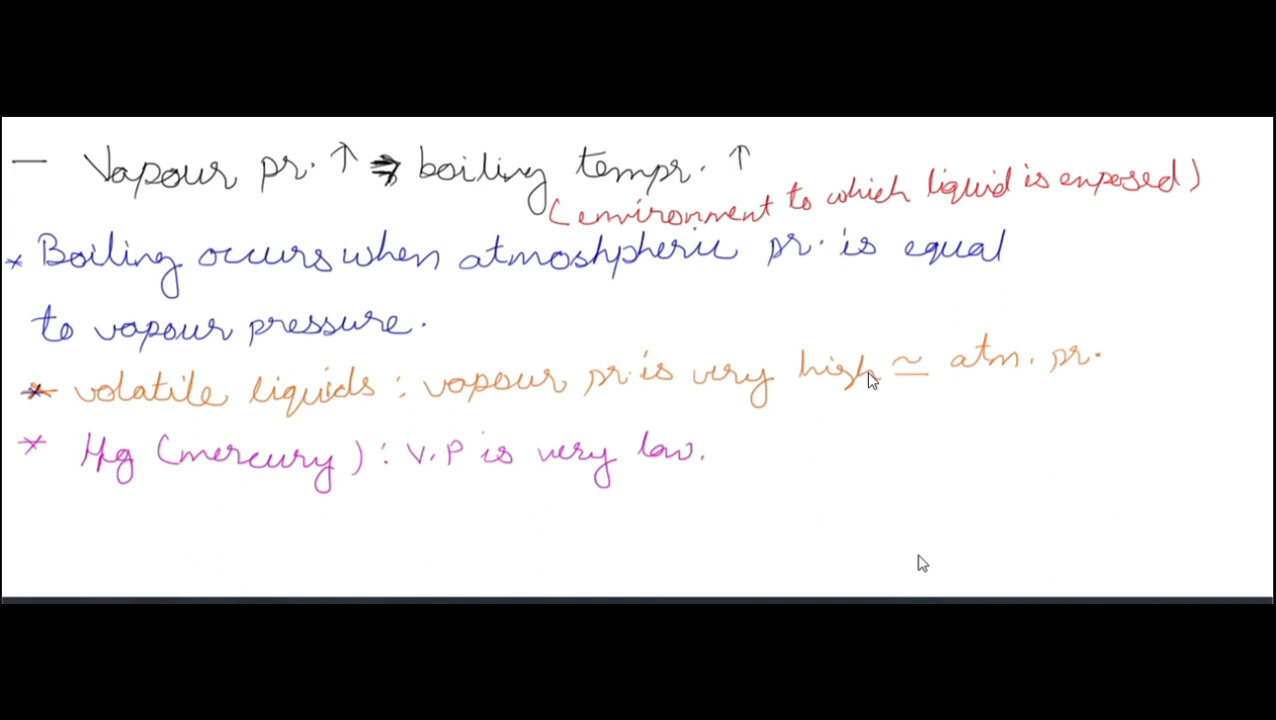 – Vapour pr. ↑ ⇒ boiling tempr. ↑
(environment to which liquid is exposed)
* Boiling occurs when atmoshpheric pr. is equal
to vapour pressure.
* volatile liquids : vapour pr. is very high ≃ atm. pr.
* Hg (mercury) : V.P is very low.